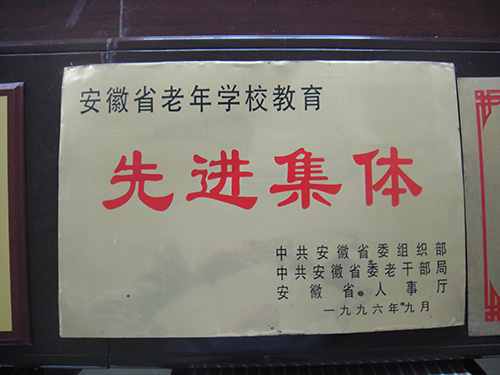 安徽省老年学校教育
先进集体
中共安徽省委组织部
中共安徽省委老干部局
安徽省人事厅
一九九六年九月